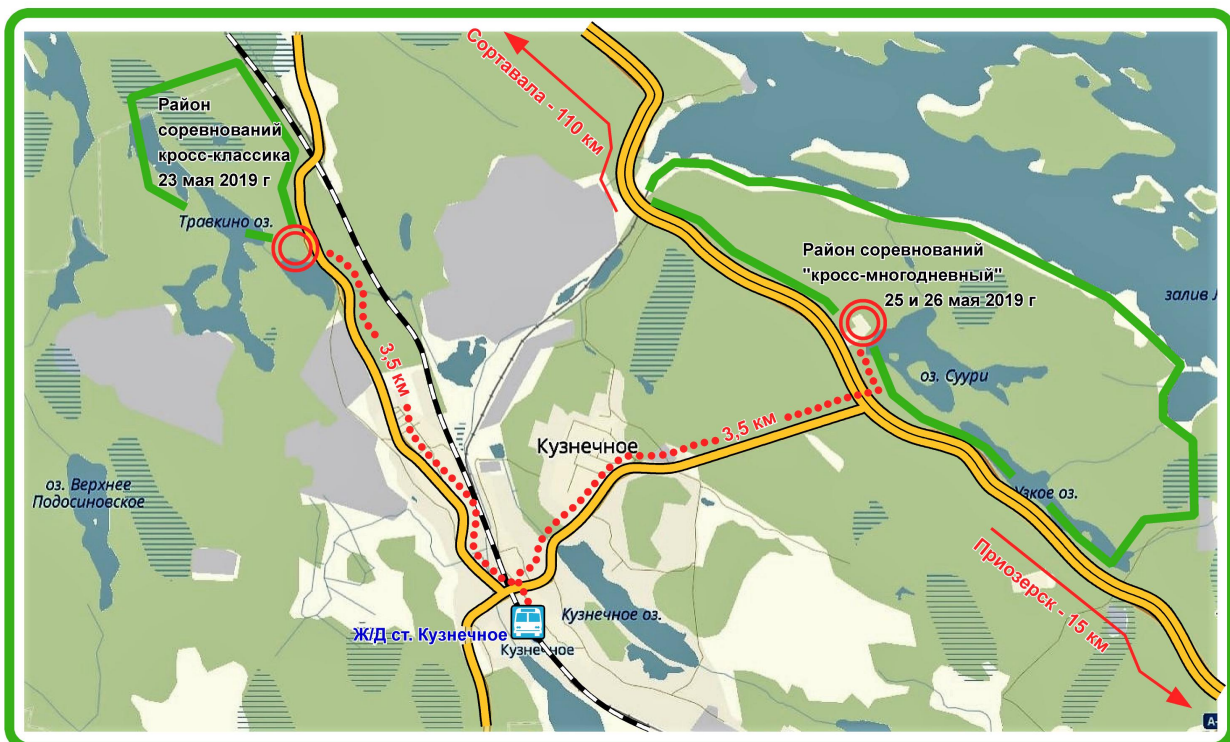 Сортавала - 110 км
Район
соревнований
кросс-классика
23 мая 2019 г
Травкино оз.
Район соревнований
"кросс-многодневный"
25 и 26 мая 2019 г
залив
3,5 км
оз. Суури
3,5 км
Кузнечное
оз. Верхнее
Подосиновское
Узкое оз.
Приозерск - 15 км
Кузнечное оз.
Ж/Д ст. Кузнечное
Кузнечное